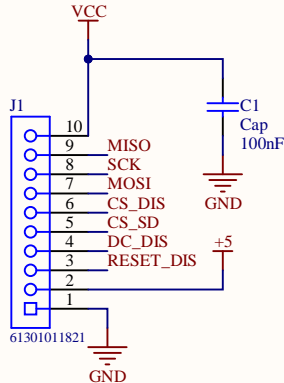 VCC
J1
10
9 MISO
8 SCK
7 MOSI
6 CS_DIS
5 CS_SD
4 DC_DIS
3 RESET_DIS
2
1
61301011821
GND
C1
Cap
100nF
GND
+5